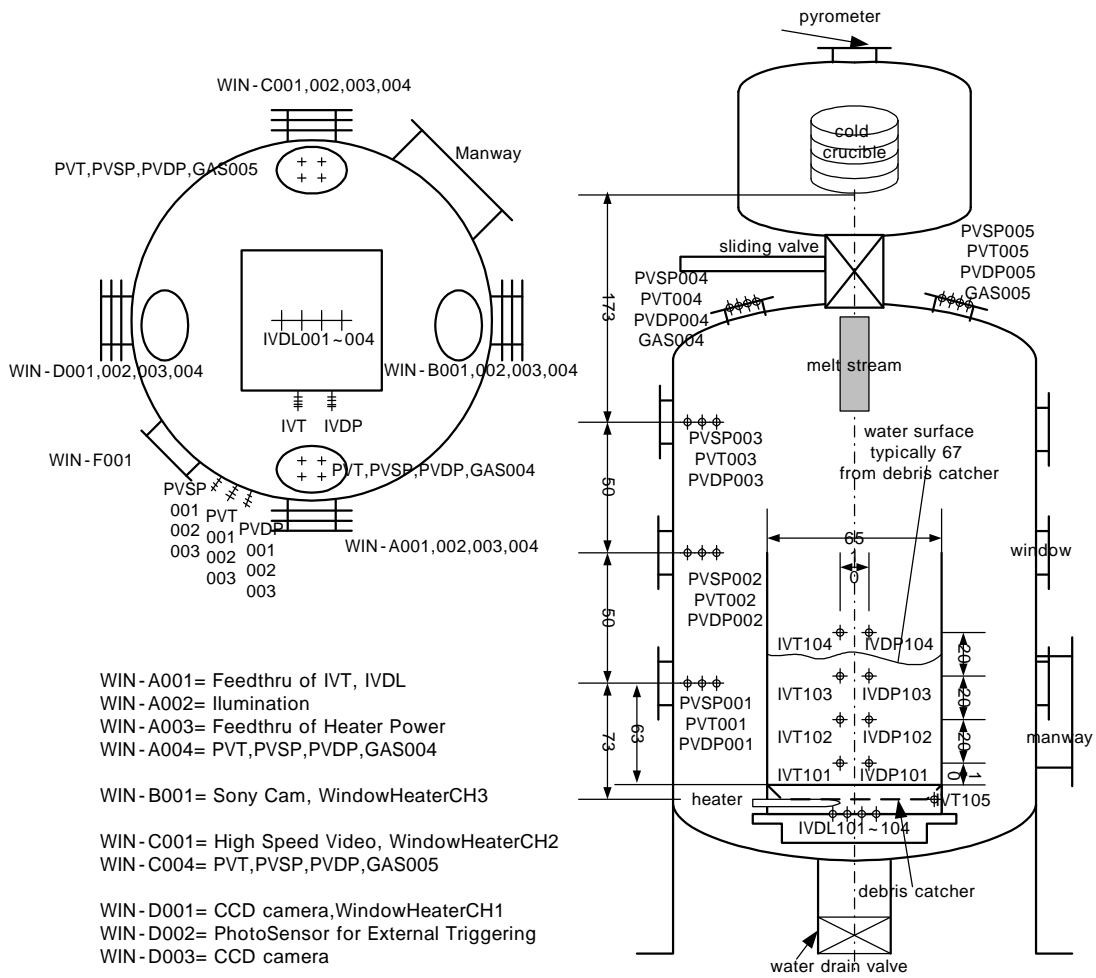 pyrometer
WIN-C001,002,003,004
Manway
PVT,PVSP,PVDP,GAS005
cold
crucible
sliding valve
PVSP004
PVT004
PVDP004
GAS004
PVSP005
PVT005
PVDP005
GAS005
173
melt stream
IVDL001~004
WIN-D001,002,003,004
WIN-B001,002,003,004
IVT IVDP
WIN-F001
PVT,PVSP,PVDP,GAS004
PVSP
001
002
003
PVT
001
002
003
PVDP
001
002
003
WIN-A001,002,003,004
PVSP003
PVT003
PVDP003
water surface
typically 67
from debris catcher
50
65
10
window
PVSP002
PVT002
PVDP002
50
IVT104 IVDP104
20
PVSP001
PVT001
PVDP001
IVT103 IVDP103
20
63
73
IVT102 IVDP102
20
manway
IVT101 IVDP101
10
heater
IVT105
IVDL101~104
debris catcher
water drain valve
WIN-A001= Feedthru of IVT, IVDL
WIN-A002= Ilumination
WIN-A003= Feedthru of Heater Power
WIN-A004= PVT,PVSP,PVDP,GAS004
WIN-B001= Sony Cam, WindowHeaterCH3
WIN-C001= High Speed Video, WindowHeaterCH2
WIN-C004= PVT,PVSP,PVDP,GAS005
WIN-D001= CCD camera,WindowHeaterCH1
WIN-D002= PhotoSensor for External Triggering
WIN-D003= CCD camera